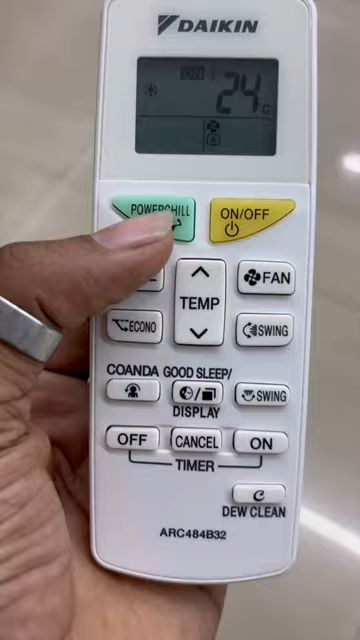 DAIKIN
24
POWERCHILL
ON/OFF
TEMP
FAN
ECONO
SWING
COANDA GOOD SLEEP/
SWING
DISPLAY
OFF CANCEL ON
TIMER
DEW CLEAN
ARC484B32